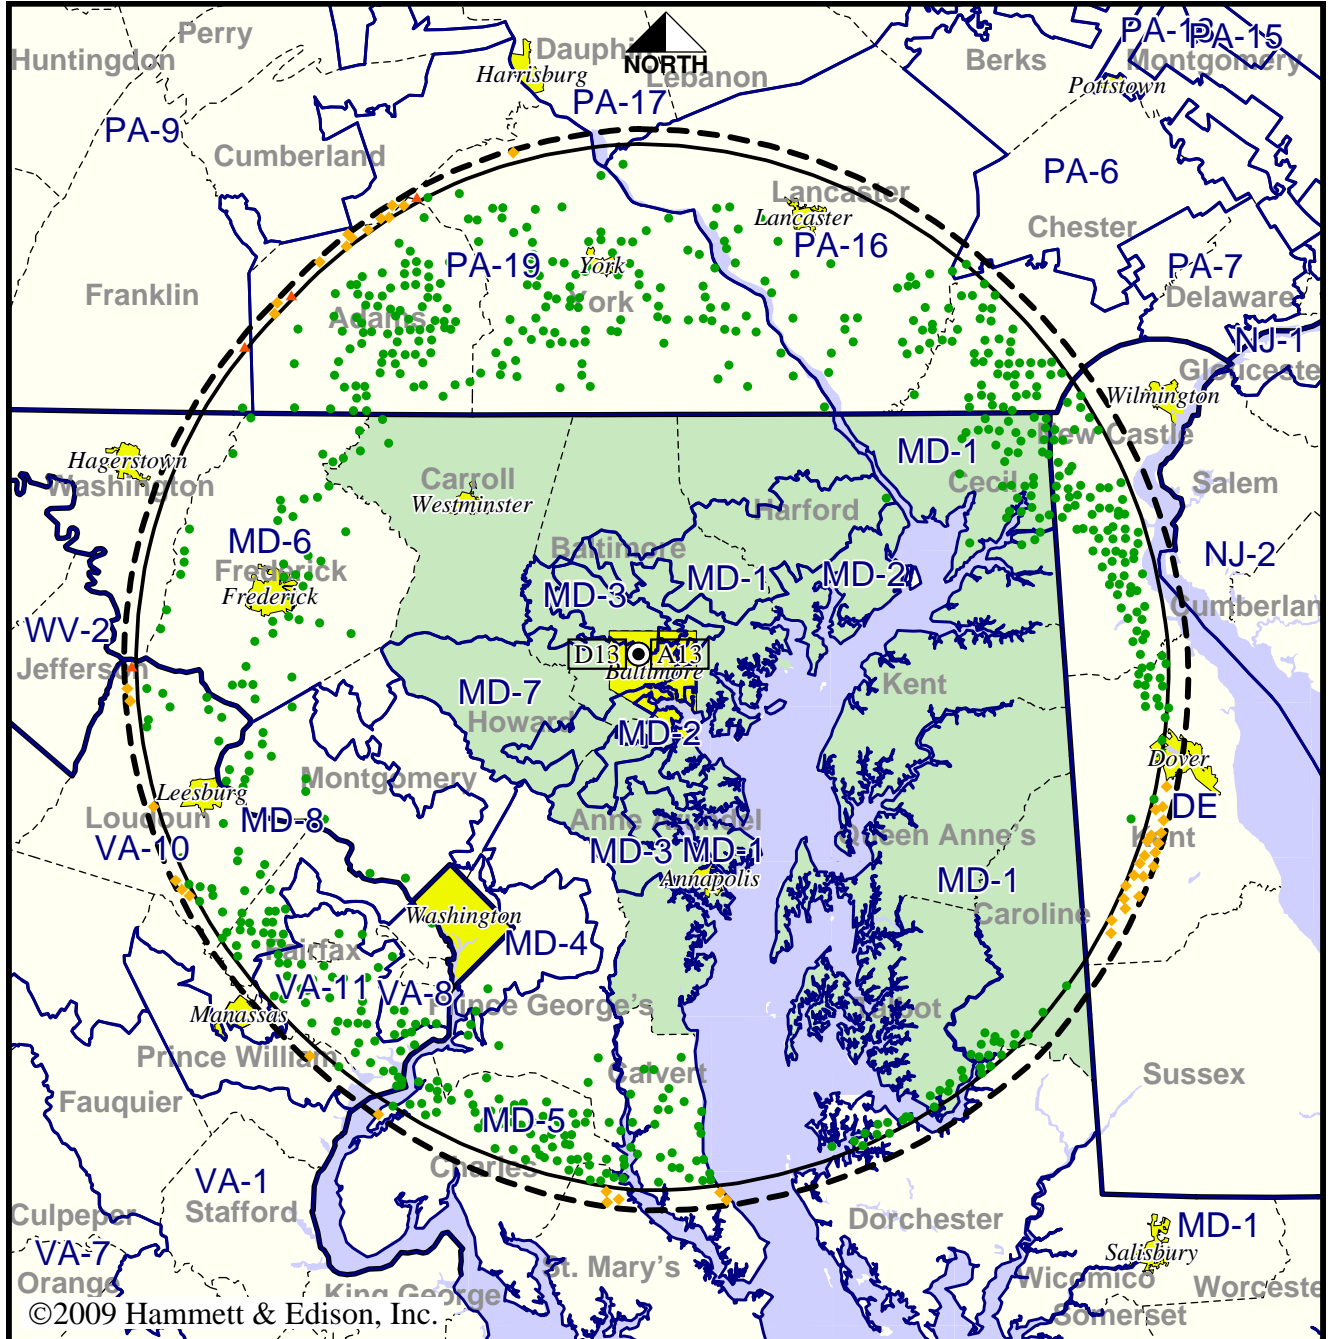 Perry
PA-13
PA-15
Huntingdon
Dauphin
Berks
Montgomery
NORTH
Harrisburg
Lebanon
Pottstown
PA-17
PA-9
Cumberland
PA-6
Lancaster
Lancaster
Chester
PA-16
PA-19
York
PA-7
Franklin
York
Delaware
Adams
NJ-1
Glouceste
Wilmington
New Castle
MD-1
Hagerstown
Washington
Carroll
Cecil
Salem
Westminster
Harford
MD-6
Baltimore
NJ-2
Frederick
MD-3
MD-1
MD-2
Frederick
Cumberlan
WV-2
D13
A13
Jefferson
Baltimore
MD-7
Kent
Howard
MD-2
Dover
Montgomery
Leesburg
DE
Loudoun
MD-8
Anne Arundel
Queen Anne's
Kent
VA-10
MD-3
MD-1
Annapolis
MD-1
Washington
Caroline
Fairfax
MD-4
VA-11
VA-8
Prince George's
Talbot
Manassas
Prince William
Calvert
Sussex
Fauquier
MD-5
Charles
VA-1
Stafford
Culpeper
Dorchester
MD-1
VA-7
Salisbury
Orange
St. Mary's
Wicomico
Worceste
King George
Somerset
©2009 Hammett & Edison, Inc.